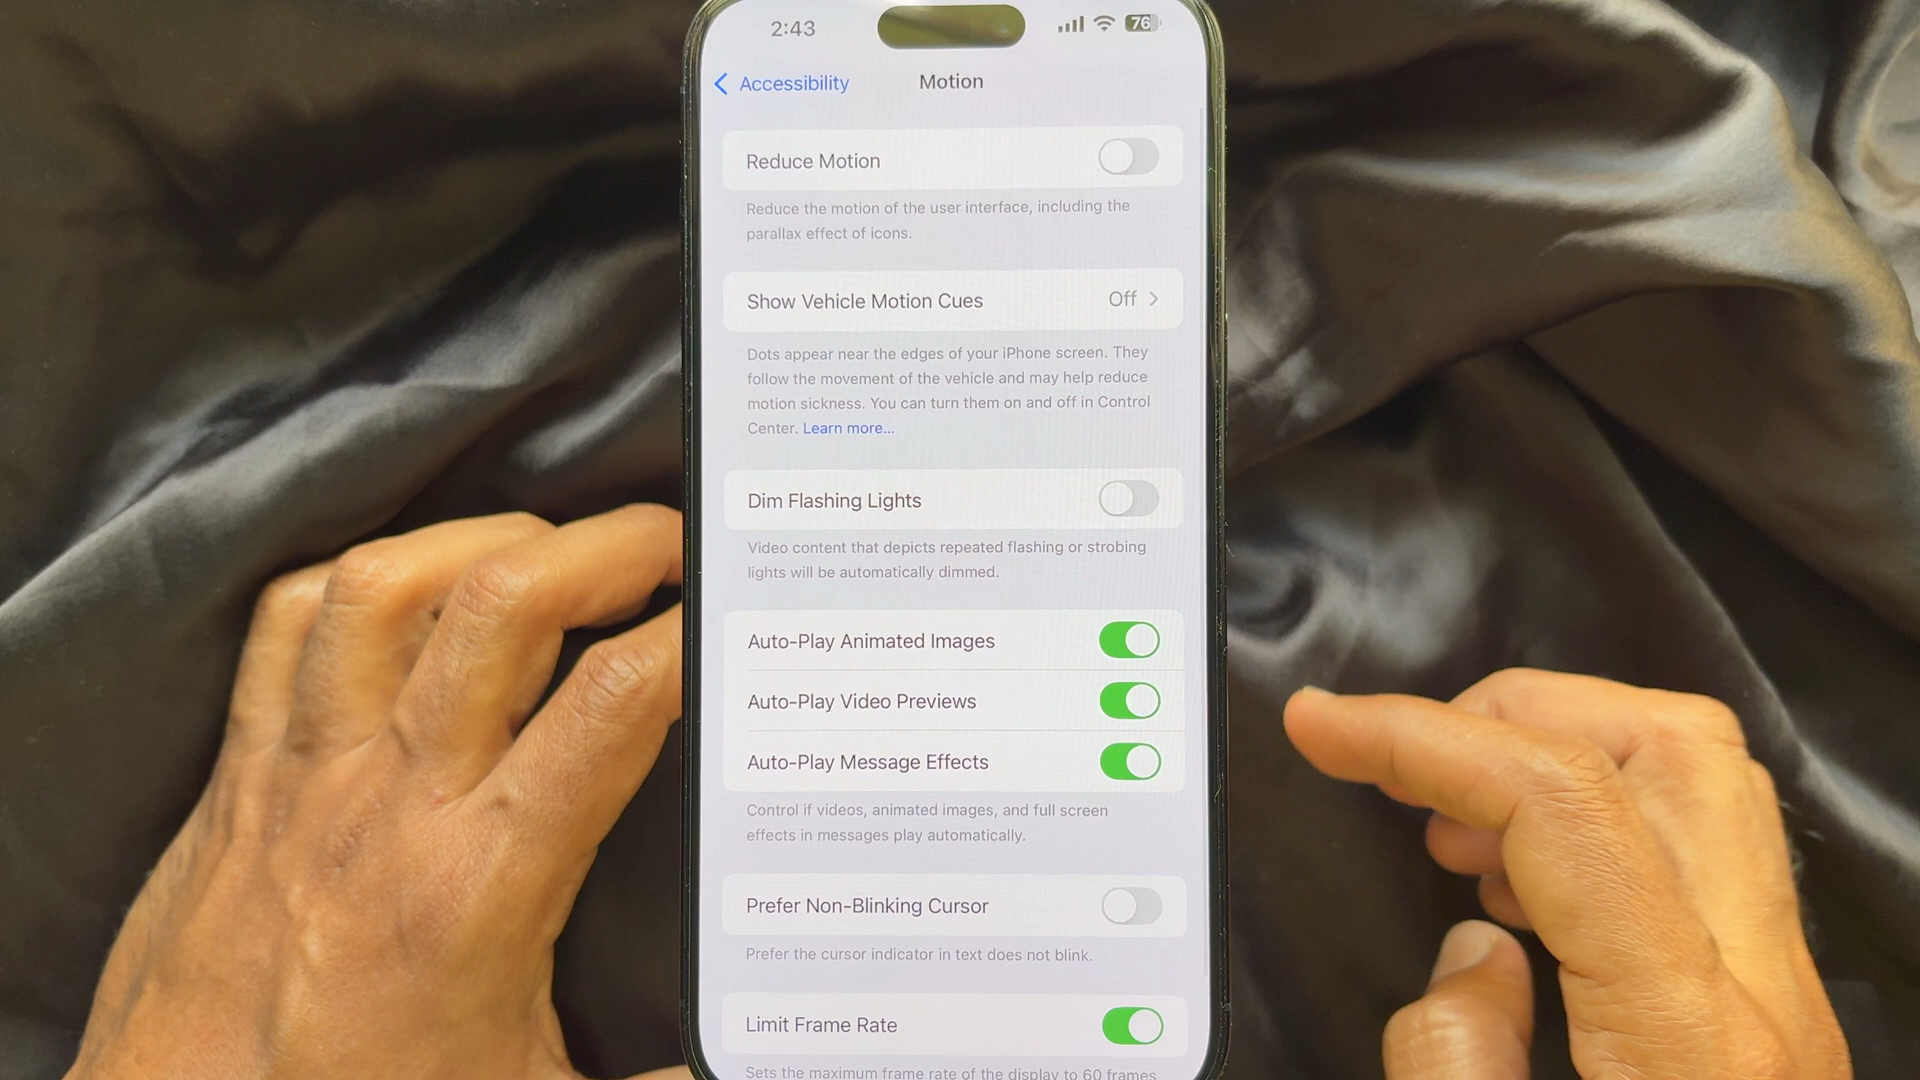 2:43
76
Accessibility
Motion
Reduce Motion
Reduce the motion of the user interface, including the
parallax effect of icons.
Show Vehicle Motion Cues
Off
Dots appear near the edges of your iPhone screen. They
follow the movement of the vehicle and may help reduce
motion sickness. You can turn them on and off in Control
Center. Learn more...
Dim Flashing Lights
Video content that depicts repeated flashing or strobing
lights will be automatically dimmed.
Auto-Play Animated Images
Auto-Play Video Previews
Auto-Play Message Effects
Control if videos, animated images, and full screen
effects in messages play automatically.
Prefer Non-Blinking Cursor
Prefer the cursor indicator in text does not blink.
Limit Frame Rate
Sets the maximum frame rate of the display to 60 frames